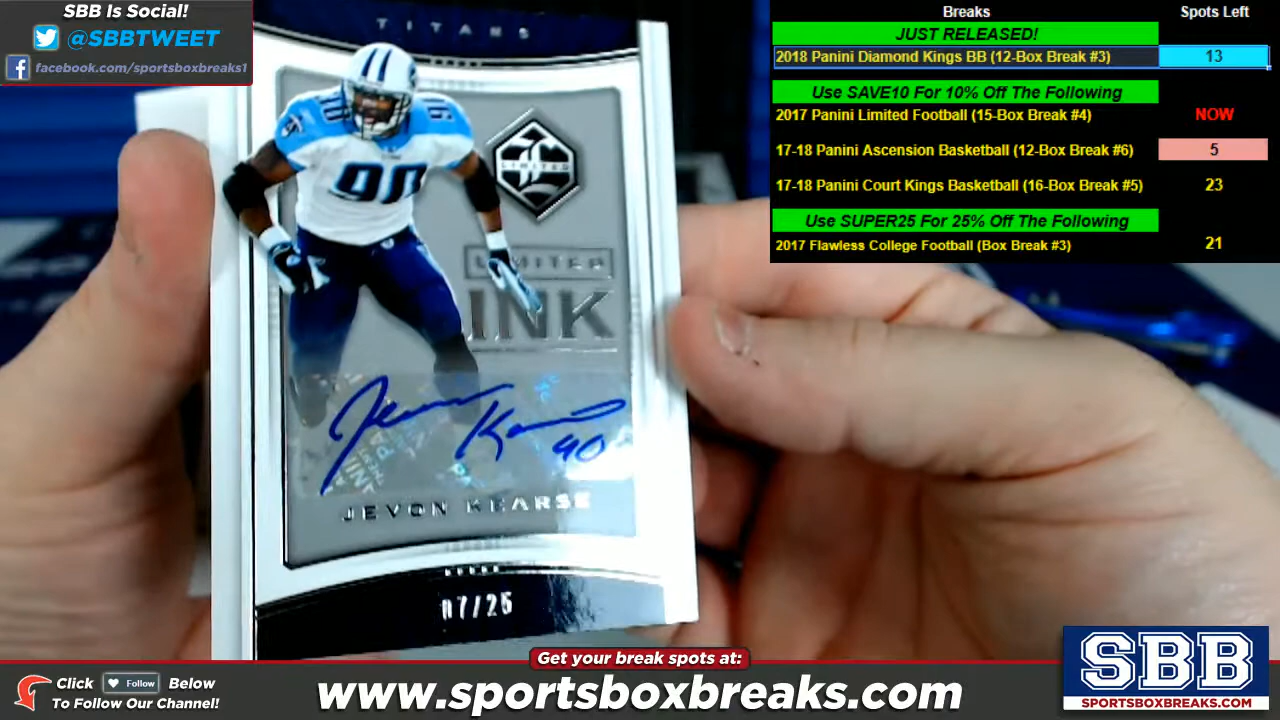 SBB Is Social!
@SBBTWEET
facebook.com/sportsboxbreaks1
Breaks Spots Left
JUST RELEASED!
2018 Panini Diamond Kings BB (12-Box Break #3) 13
Use SAVE10 For 10% Off The Following
2017 Panini Limited Football (15-Box Break #4) NOW
17-18 Panini Ascension Basketball (12-Box Break #6) 5
17-18 Panini Court Kings Basketball (16-Box Break #5) 23
Use SUPER25 For 25% Off The Following
2017 Flawless College Football (Box Break #3) 21
TITANS
90
LIMITED
LIMITED
INK
Jevon Kearse
90
JEVON KEARSE
07/25
Get your break spots at:
Click Follow Below
To Follow Our Channel!
www.sportsboxbreaks.com
SBB
SPORTSBOXBREAKS.COM